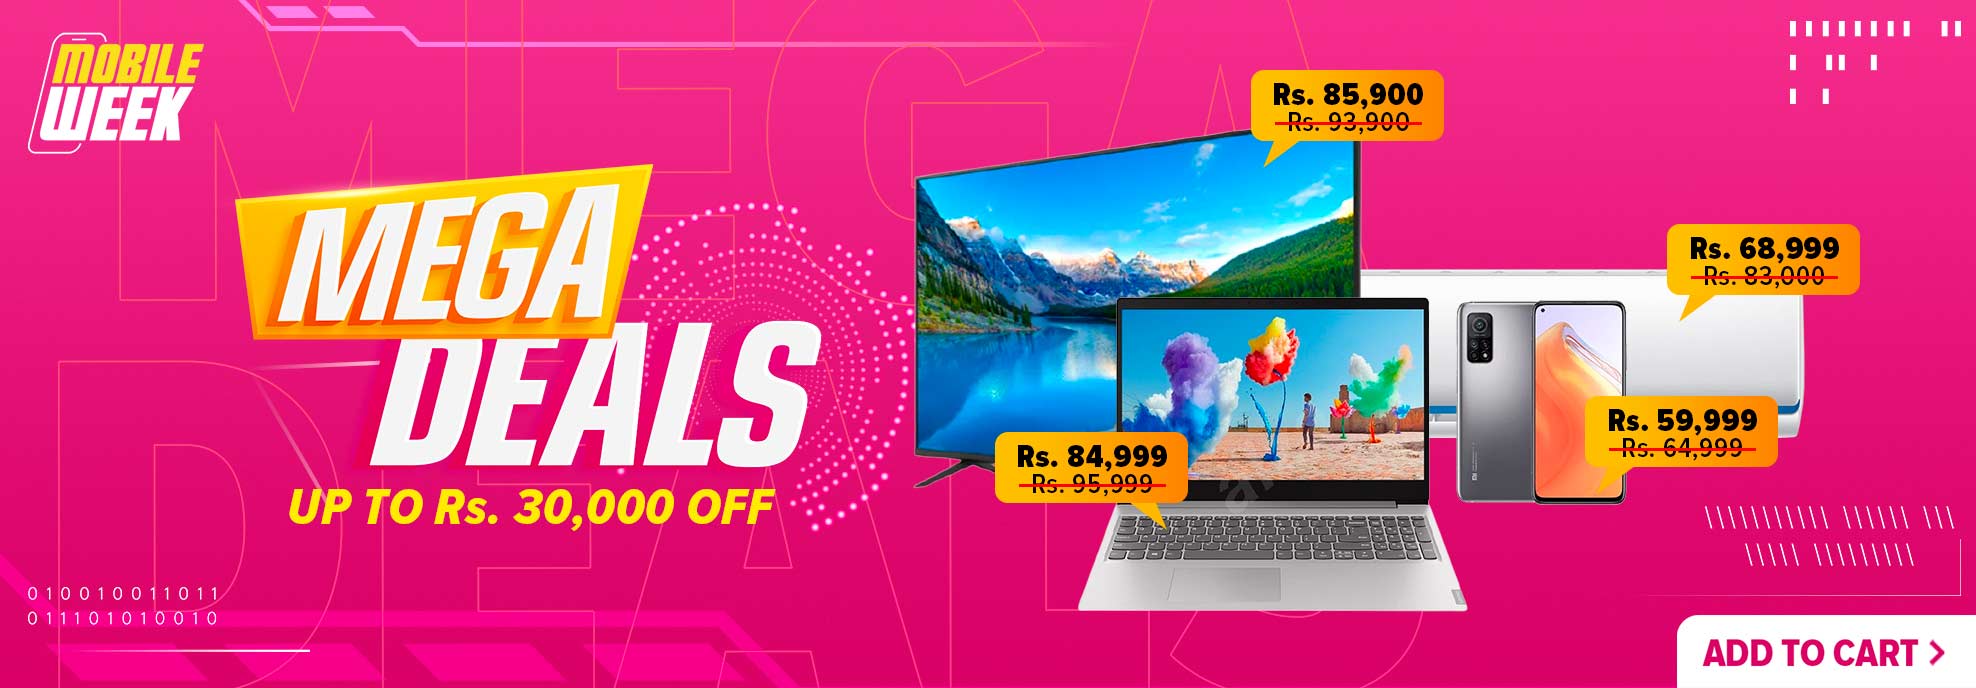 MOBILE
WEEK
MEGA
DEALS
UP TO Rs. 30,000 OFF
Rs. 85,900
Rs. 93,900
Rs. 68,999
Rs. 83,000
Rs. 59,999
Rs. 64,999
Rs. 84,999
Rs. 95,999
010010011011
011101010010
ADD TO CART >
MEGA
DEALS